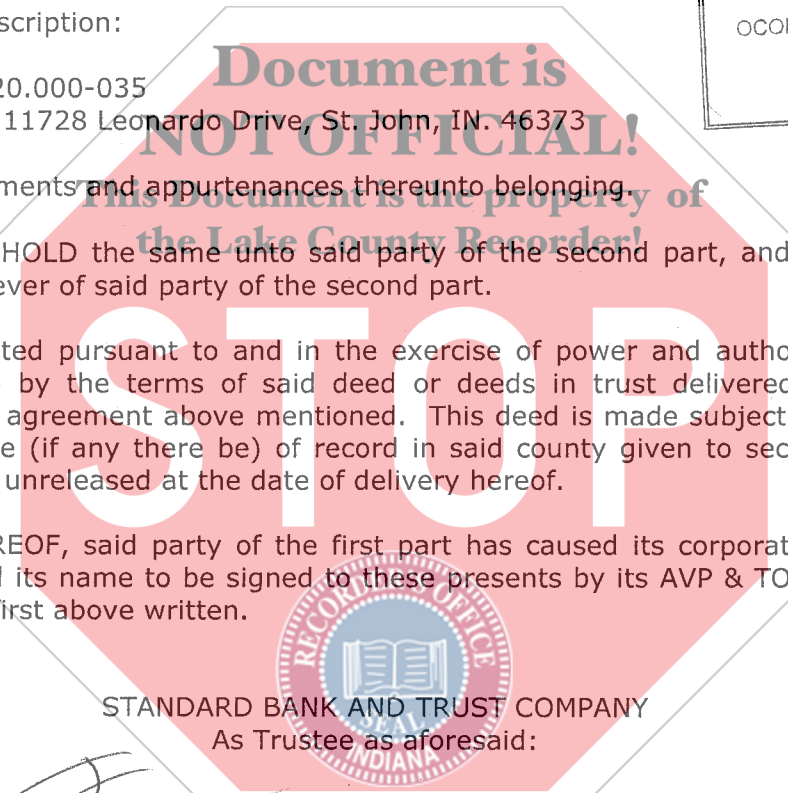 scription:
OCO
Document is
20.000-035
11728 Leonardo Drive, St. John, IN. 46373
NOT OFFICIAL!
ments and appurtenances thereunto belonging.
This Document is the property of
the Lake County Recorder!
HOLD the same unto said party of the second part, and
ever of said party of the second part.
STOP
ted pursuant to and in the exercise of power and autho
by the terms of said deed or deeds in trust delivered
agreement above mentioned. This deed is made subject
e (if any there be) of record in said county given to sec
unreleased at the date of delivery hereof.
REOF, said party of the first part has caused its corporat
its name to be signed to these presents by its AVP & TO
first above written.
RECORDER'S OFFICE
SEAL
INDIANA
STANDARD BANK AND TRUST COMPANY
As Trustee as aforesaid: